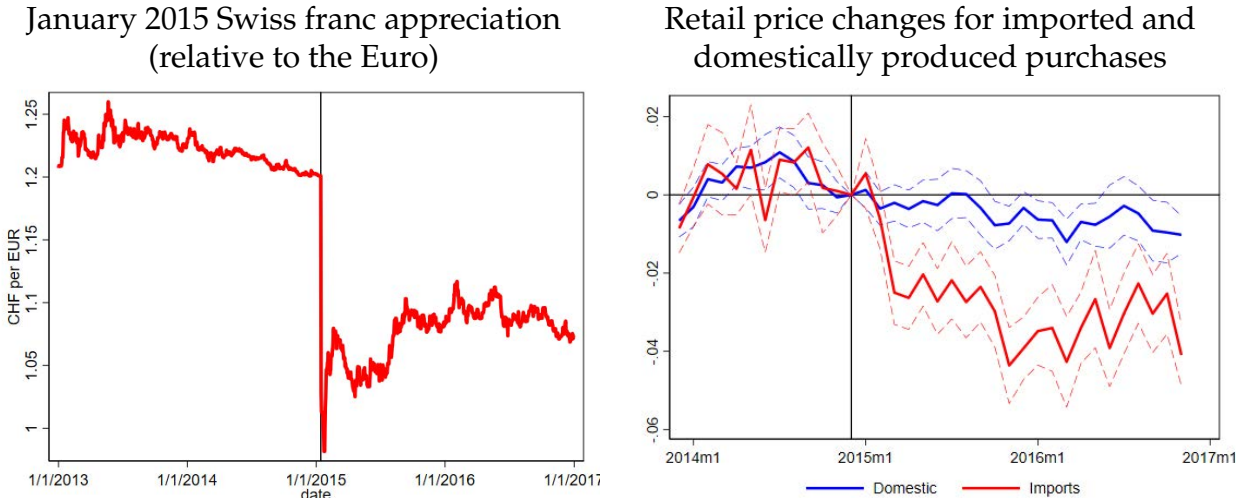 January 2015 Swiss franc appreciation
(relative to the Euro)
CHF per EUR
1.25
1.2
1.15
1.1
1.05
1
1/1/2013
1/1/2014
1/1/2015
1/1/2016
1/1/2017
date
Retail price changes for imported and
domestically produced purchases
.02
0
-.02
-.04
-.06
2014m1
2015m1
2016m1
2017m1
Domestic
Imports